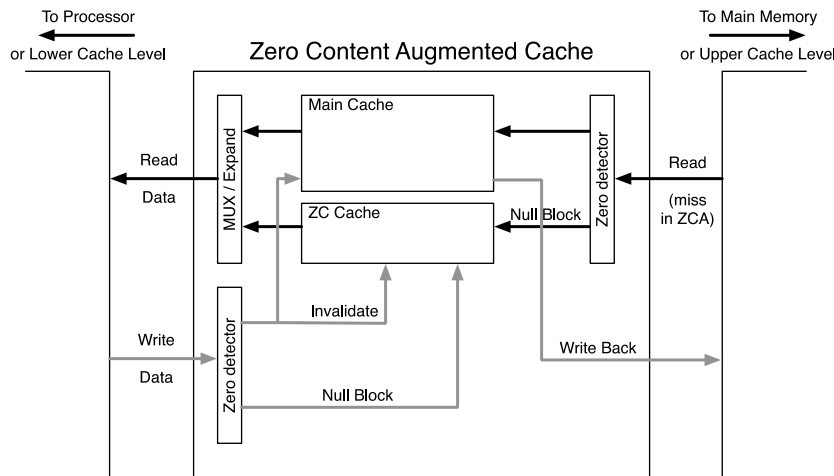 To Processor
or Lower Cache Level
Zero Content Augmented Cache
To Main Memory
or Upper Cache Level
Main Cache
MUX / Expand
Zero detector
Read
Data
Read
(miss
in ZCA)
ZC Cache
Null Block
Invalidate
Write
Data
Zero detector
Write Back
Null Block